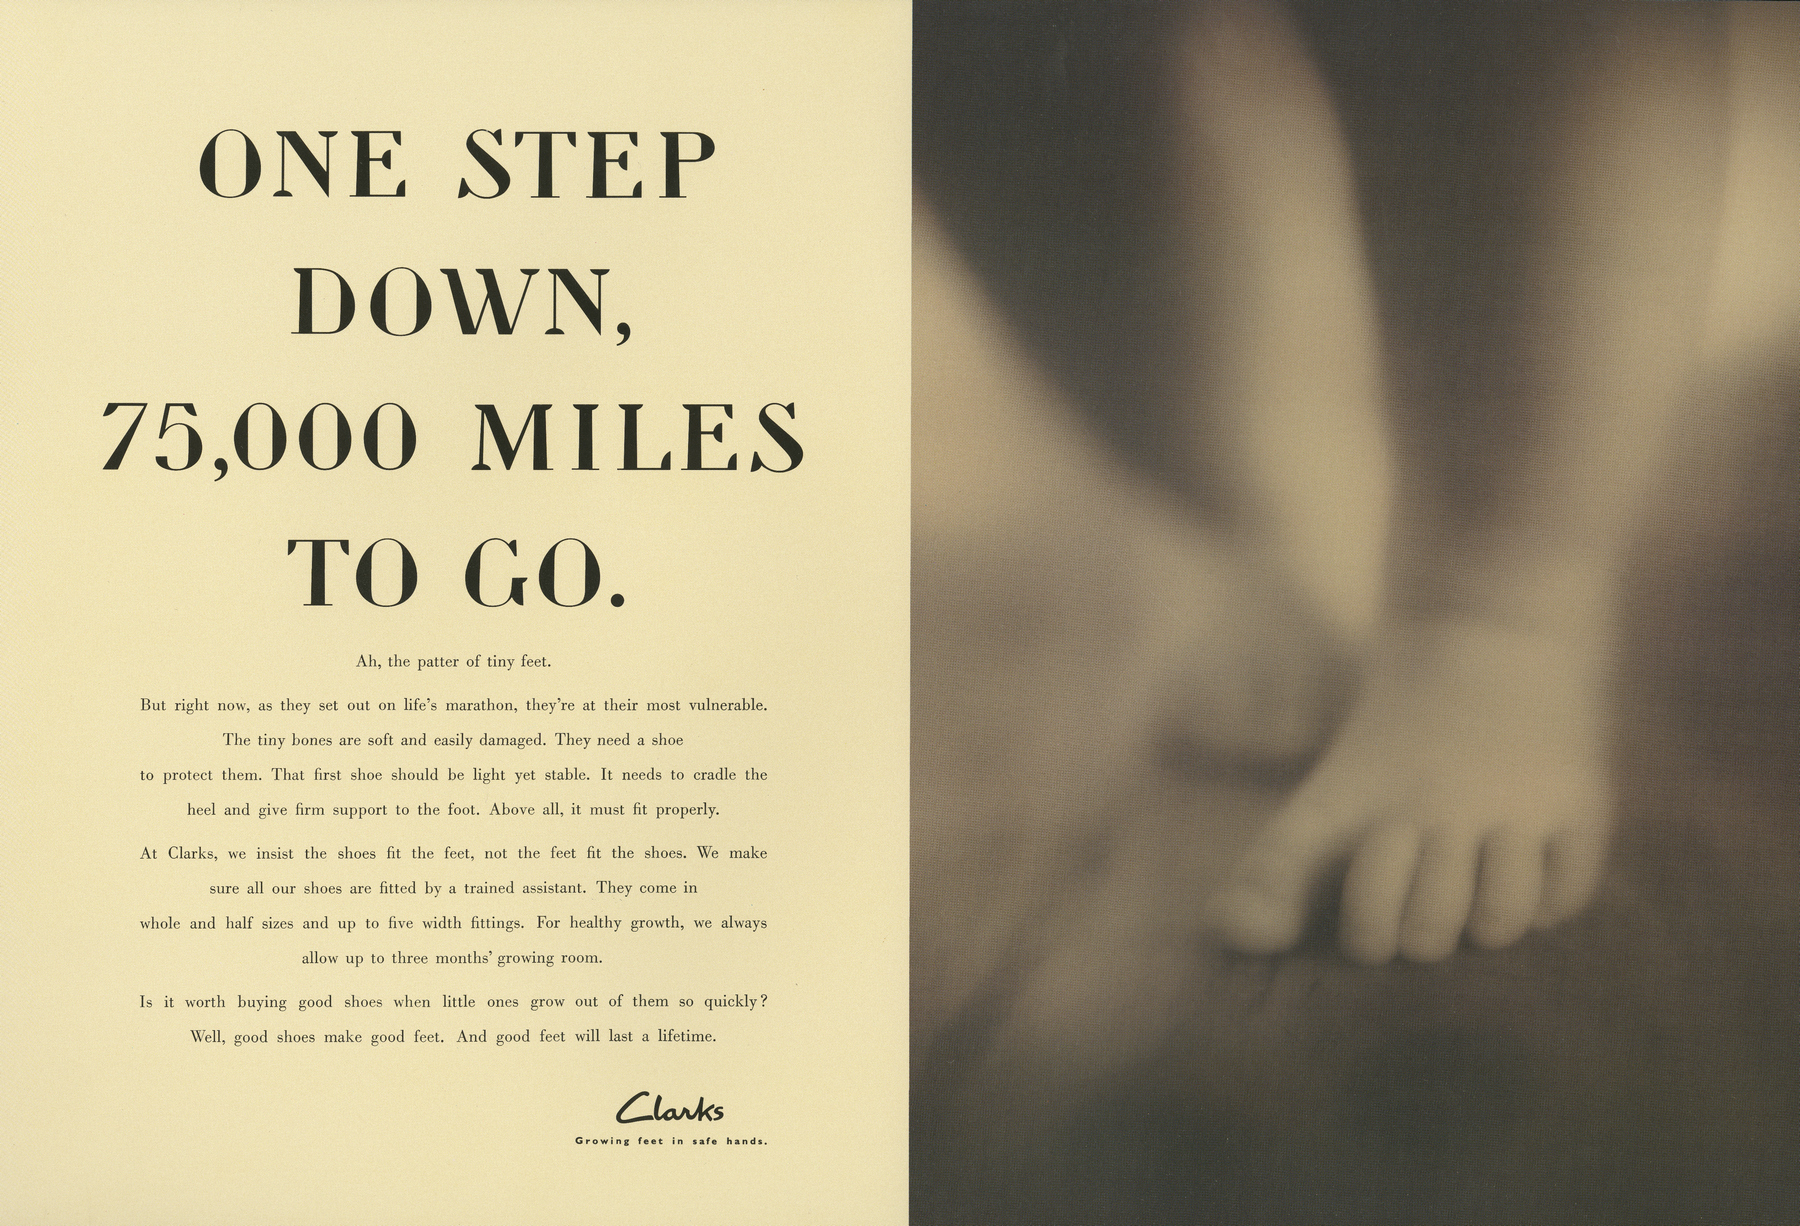 ONE STEP
DOWN,
75,000 MILES
TO GO.
Ah, the patter of tiny feet.
But right now, as they set out on life's marathon, they're at their most vulnerable.
The tiny bones are soft and easily damaged. They need a shoe
to protect them. That first shoe should be light yet stable. It needs to cradle the
heel and give firm support to the foot. Above all, it must fit properly.
At Clarks, we insist the shoes fit the feet, not the feet fit the shoes. We make
sure all our shoes are fitted by a trained assistant. They come in
whole and half sizes and up to five width fittings. For healthy growth, we always
allow up to three months' growing room.
Is it worth buying good shoes when little ones grow out of them so quickly?
Well, good shoes make good feet. And good feet will last a lifetime.
Clarks
Growing feet in safe hands.